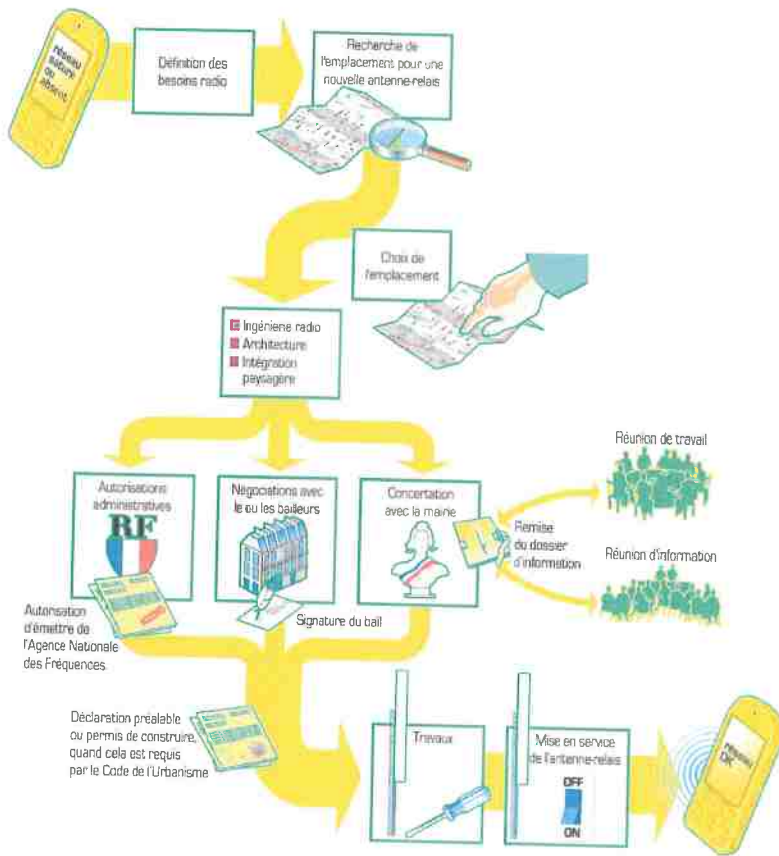 réseau
saturé
ou
absent
Définition des
besoins radio
Recherche de
l'emplacement pour une
nouvelle antenne-relais
Choix de
l'emplacement
Ingénierie radio
Architecture
Intégration
paysagère
Autorisations
administratives
RF
Négociations avec
le ou les bailleurs
Concertation
avec la mairie
Réunion de travail
Remise
du dossier
d'information
Réunion d'information
Autorisation
d'émettre de
l'Agence Nationale
des Fréquences.
Signature du bail
Déclaration préalable
ou permis de construire,
quand cela est requis
par le Code de l'Urbanisme
Travaux
Mise en service
de l'antenne-relais
OFF
ON
réseau
OK